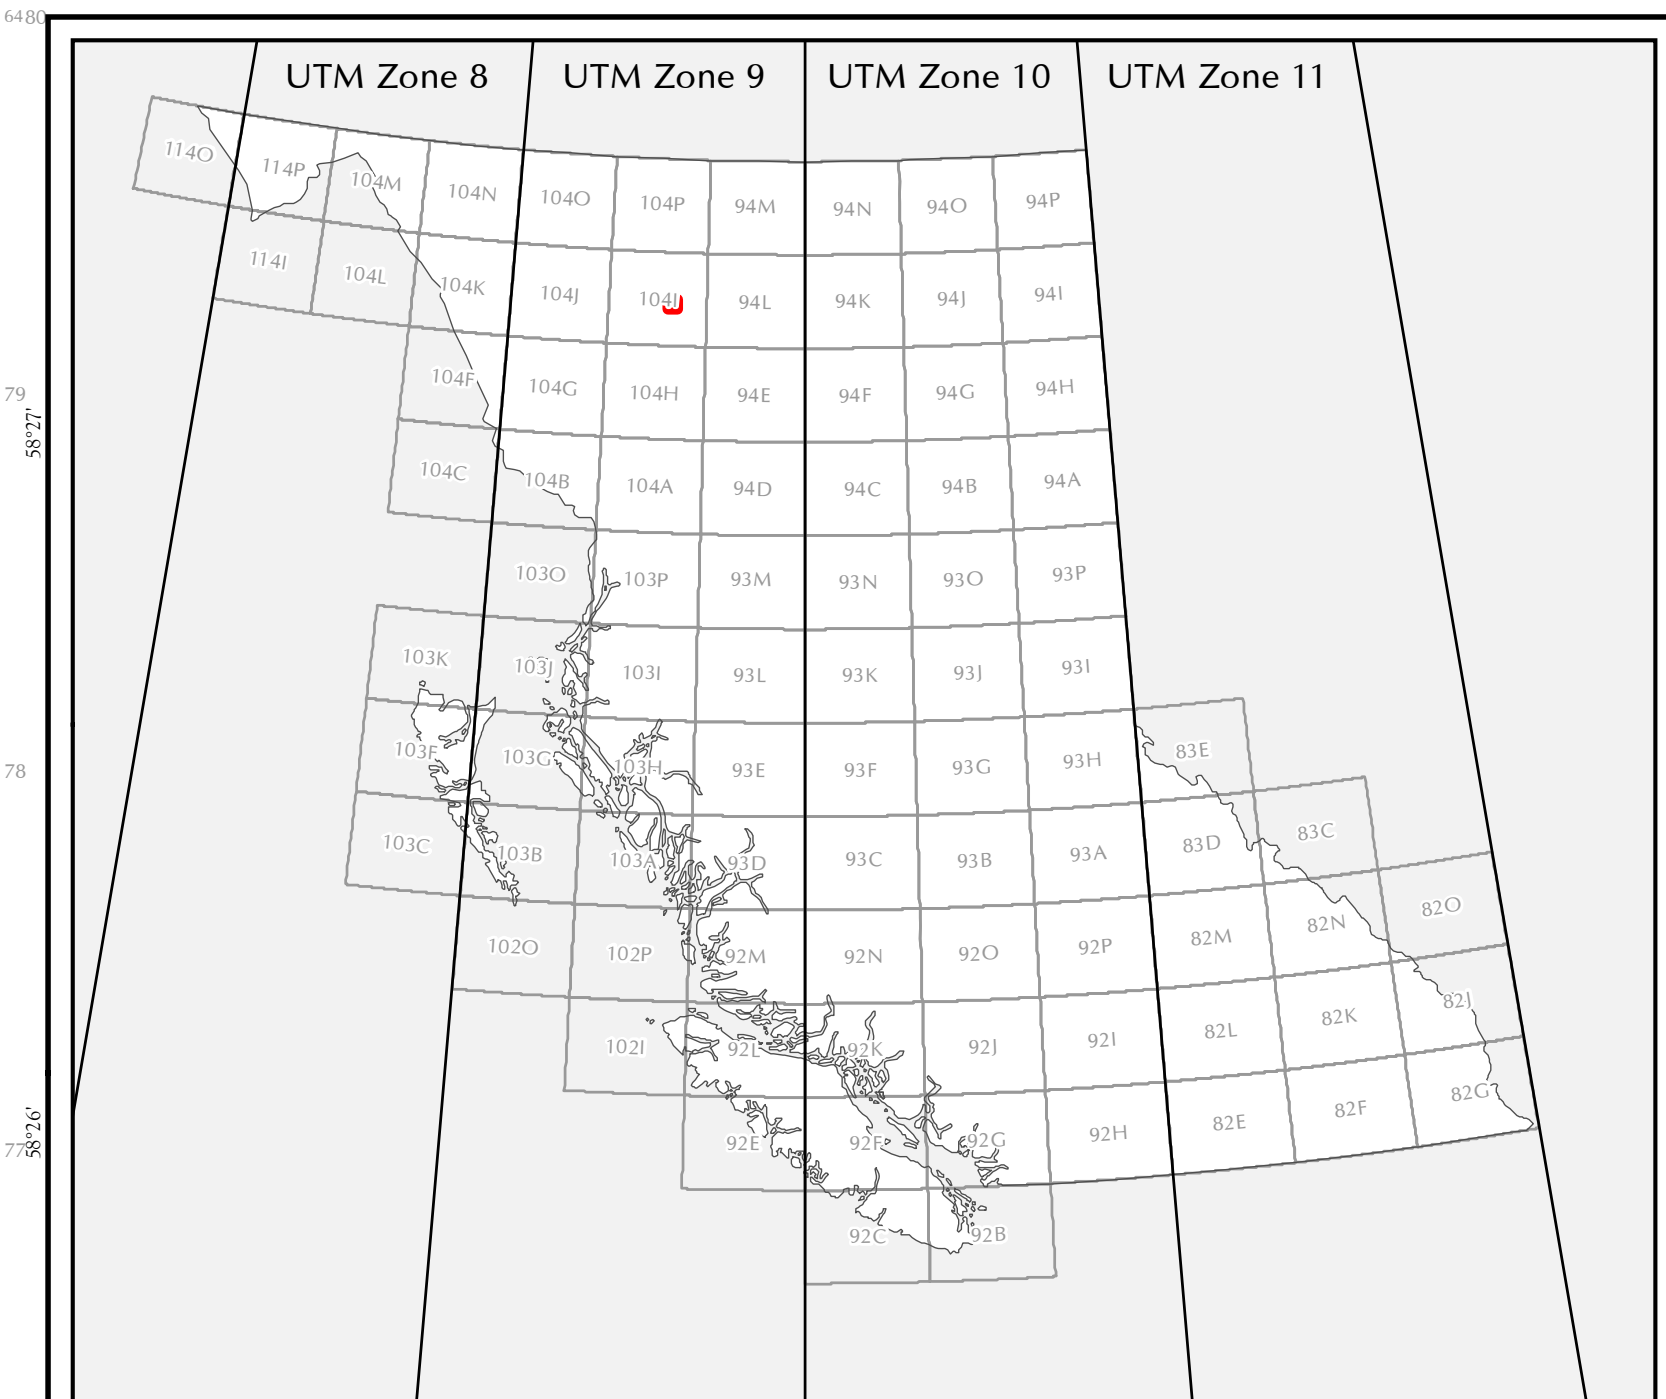 6480
UTM Zone 8 UTM Zone 9 UTM Zone 10 UTM Zone 11
114O 114P 104M 104N 104O 104P 94M 94N 94O 94P
114I 104L 104K 104J 104I 94L 94K 94J 94I
79
58°27'
104F 104G 104H 94E 94F 94G 94H
104C 104B 104A 94D 94C 94B 94A
103O 103P 93M 93N 93O 93P
103K 103J 103I 93L 93K 93J 93I
78
103F 103G 103H 93E 93F 93G 93H 83E
103C 103B 103A 93D 93C 93B 93A 83D 83C
102O 102P 92M 92N 92O 92P 82M 82N 82O
102I 92L 92K 92J 92I 82L 82K 82J
77
58°26'
92E 92F 92G 92H 82E 82F 82G
92C 92B